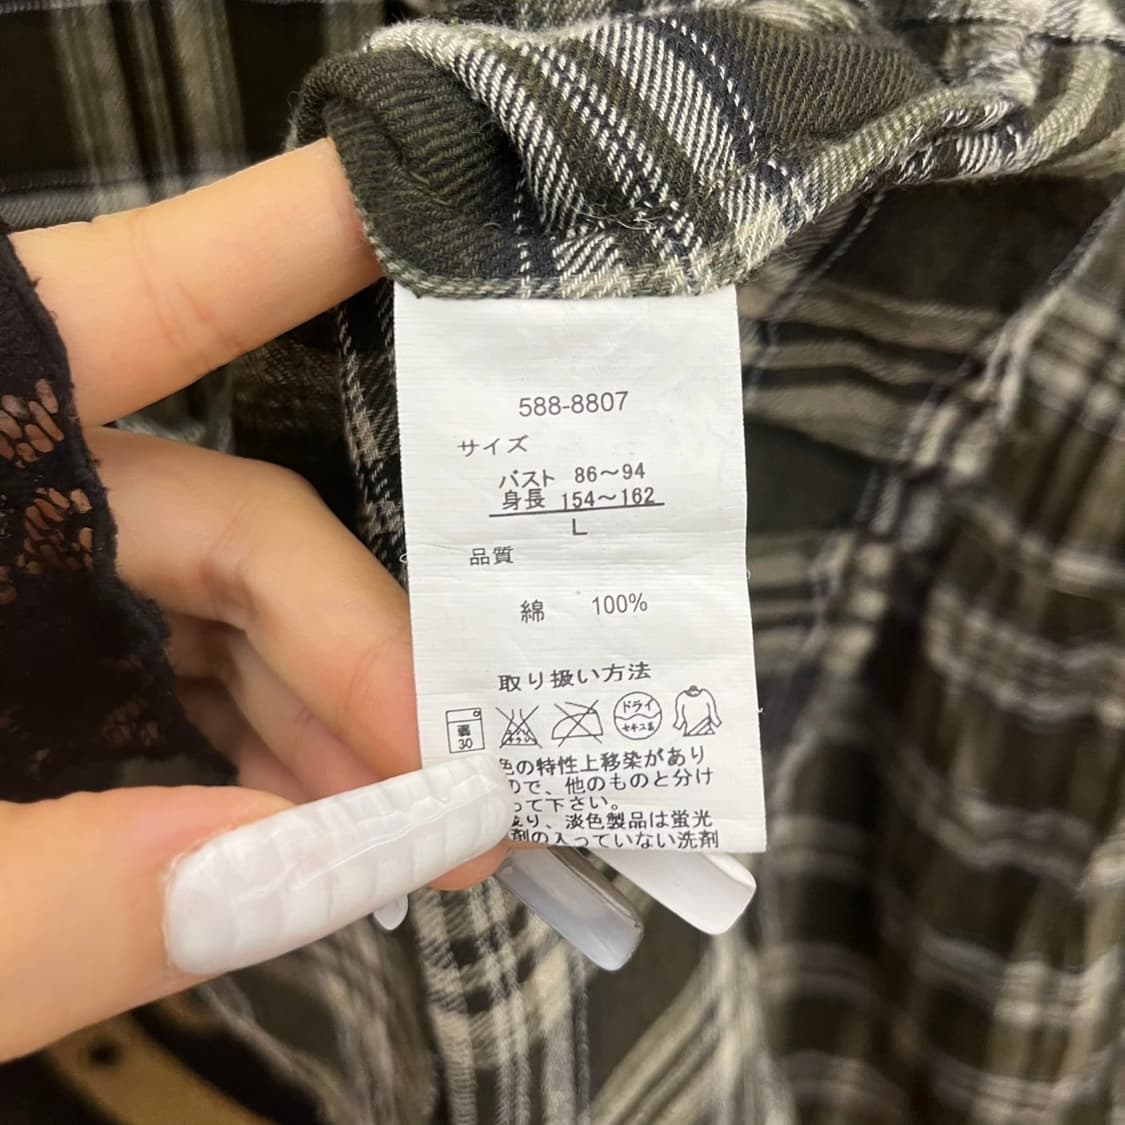 588-8807
サイズ
バスト 86～94
身長 154～162
L
品質
綿 100%
取り扱い方法
弱 30 ドライ セキユ系
色の特性上移染があり
ので、他のものと分け
って下さい。
り、淡色製品は蛍光
剤の入っていない洗剤